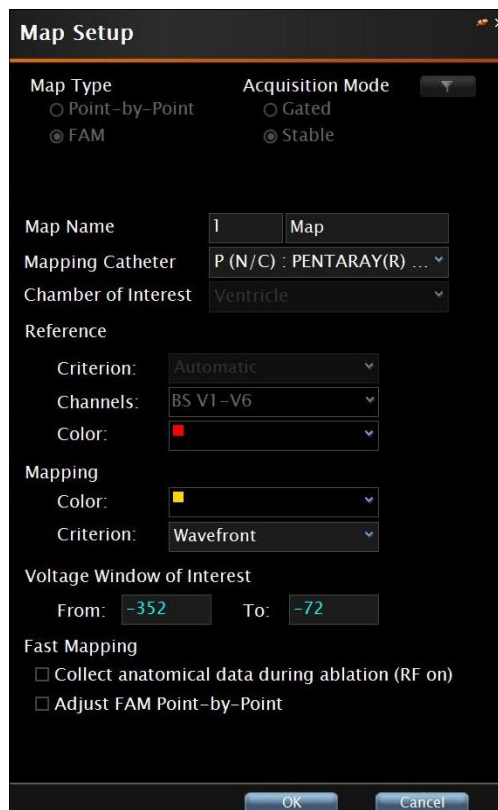 Map Setup
Map Type Acquisition Mode
Point-by-Point Gated
FAM Stable
Map Name 1 Map
Mapping Catheter P (N/C) : PENTARAY(R) ...
Chamber of Interest Ventricle
Reference
Criterion: Automatic
Channels: BS V1-V6
Color:
Mapping
Color:
Criterion: Wavefront
Voltage Window of Interest
From: -352 To: -72
Fast Mapping
Collect anatomical data during ablation (RF on)
Adjust FAM Point-by-Point
OK Cancel